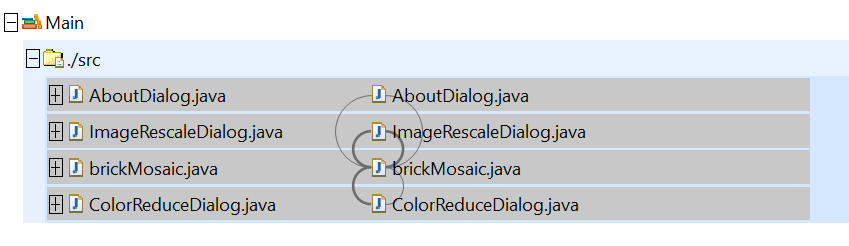 Main
./src
AboutDialog.java AboutDialog.java
ImageRescaleDialog.java ImageRescaleDialog.java
brickMosaic.java brickMosaic.java
ColorReduceDialog.java ColorReduceDialog.java